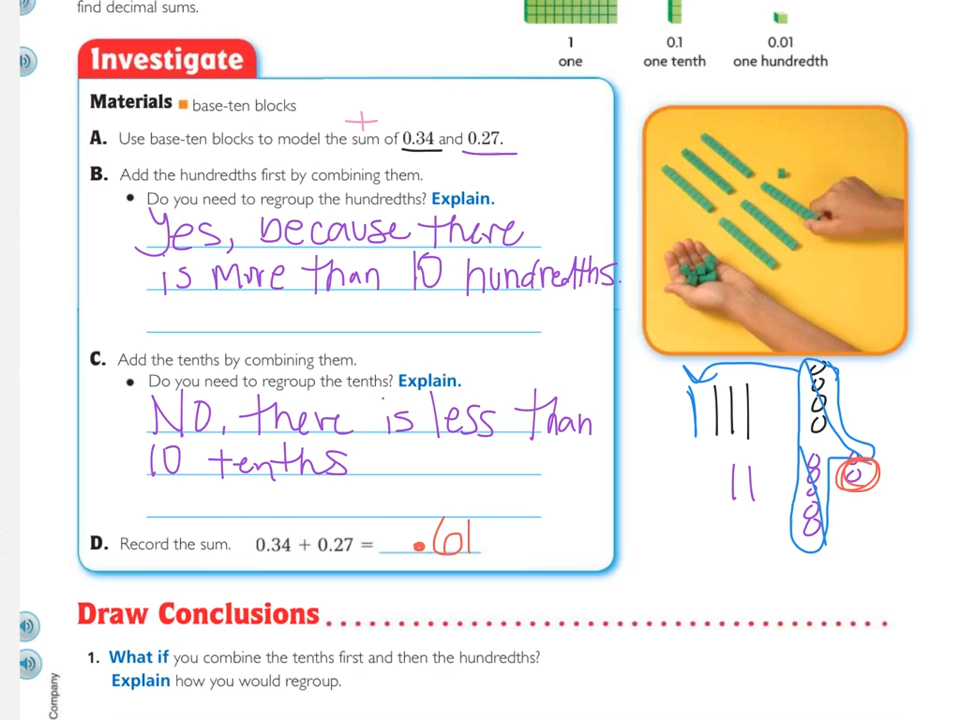 find decimal sums.
1
one
0.1
one tenth
0.01
one hundredth
Investigate
Materials ■ base-ten blocks
+
A. Use base-ten blocks to model the sum of 0.34 and 0.27.
B. Add the hundredths first by combining them.
• Do you need to regroup the hundredths? Explain.
Yes, because there
is more than 10 hundredths.
C. Add the tenths by combining them.
• Do you need to regroup the tenths? Explain.
NO, there is less than
10 tenths
D. Record the sum. 0.34 + 0.27 = .61
Draw Conclusions
1. What if you combine the tenths first and then the hundredths?
Explain how you would regroup.
Company